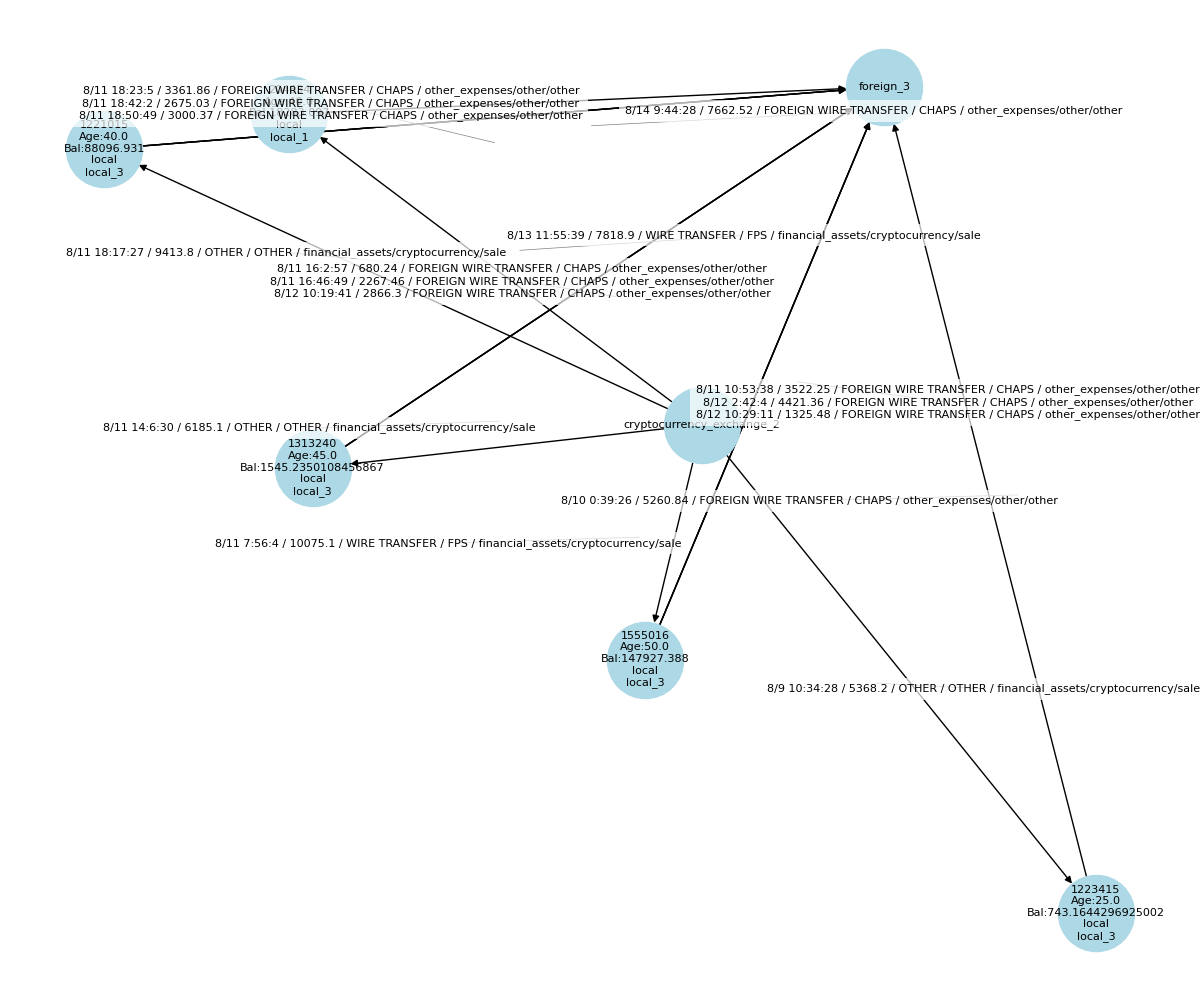 foreign_3
8/11 18:23:5 / 3361.86 / FOREIGN WIRE TRANSFER / CHAPS / other_expenses/other/other
8/11 18:42:2 / 2675.03 / FOREIGN WIRE TRANSFER / CHAPS / other_expenses/other/other
8/11 18:50:49 / 3000.37 / FOREIGN WIRE TRANSFER / CHAPS / other_expenses/other/other
8/14 9:44:28 / 7662.52 / FOREIGN WIRE TRANSFER / CHAPS / other_expenses/other/other
local
local_1
1221015
Age:40.0
Bal:88096.931
local
local_3
8/13 11:55:39 / 7818.9 / WIRE TRANSFER / FPS / financial_assets/cryptocurrency/sale
8/11 18:17:27 / 9413.8 / OTHER / OTHER / financial_assets/cryptocurrency/sale
8/11 16:2:57 / 680.24 / FOREIGN WIRE TRANSFER / CHAPS / other_expenses/other/other
8/11 16:46:49 / 2267.46 / FOREIGN WIRE TRANSFER / CHAPS / other_expenses/other/other
8/12 10:19:41 / 2866.3 / FOREIGN WIRE TRANSFER / CHAPS / other_expenses/other/other
8/11 10:53:38 / 3522.25 / FOREIGN WIRE TRANSFER / CHAPS / other_expenses/other/other
8/12 2:42:4 / 4421.36 / FOREIGN WIRE TRANSFER / CHAPS / other_expenses/other/other
8/12 10:29:11 / 1325.48 / FOREIGN WIRE TRANSFER / CHAPS / other_expenses/other/other
cryptocurrency_exchange_2
8/11 14:6:30 / 6185.1 / OTHER / OTHER / financial_assets/cryptocurrency/sale
1313240
Age:45.0
Bal:1545.2350108456867
local
local_3
8/10 0:39:26 / 5260.84 / FOREIGN WIRE TRANSFER / CHAPS / other_expenses/other/other
8/11 7:56:4 / 10075.1 / WIRE TRANSFER / FPS / financial_assets/cryptocurrency/sale
1555016
Age:50.0
Bal:147927.388
local
local_3
8/9 10:34:28 / 5368.2 / OTHER / OTHER / financial_assets/cryptocurrency/sale
1223415
Age:25.0
Bal:743.1644296925002
local
local_3